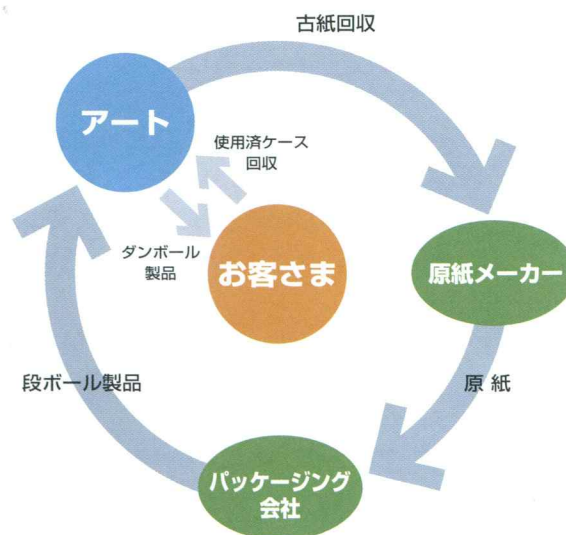 古紙回収
アート
使用済ケース
回収
ダンボール
製品
お客さま
原紙メーカー
段ボール製品
原 紙
パッケージング
会社